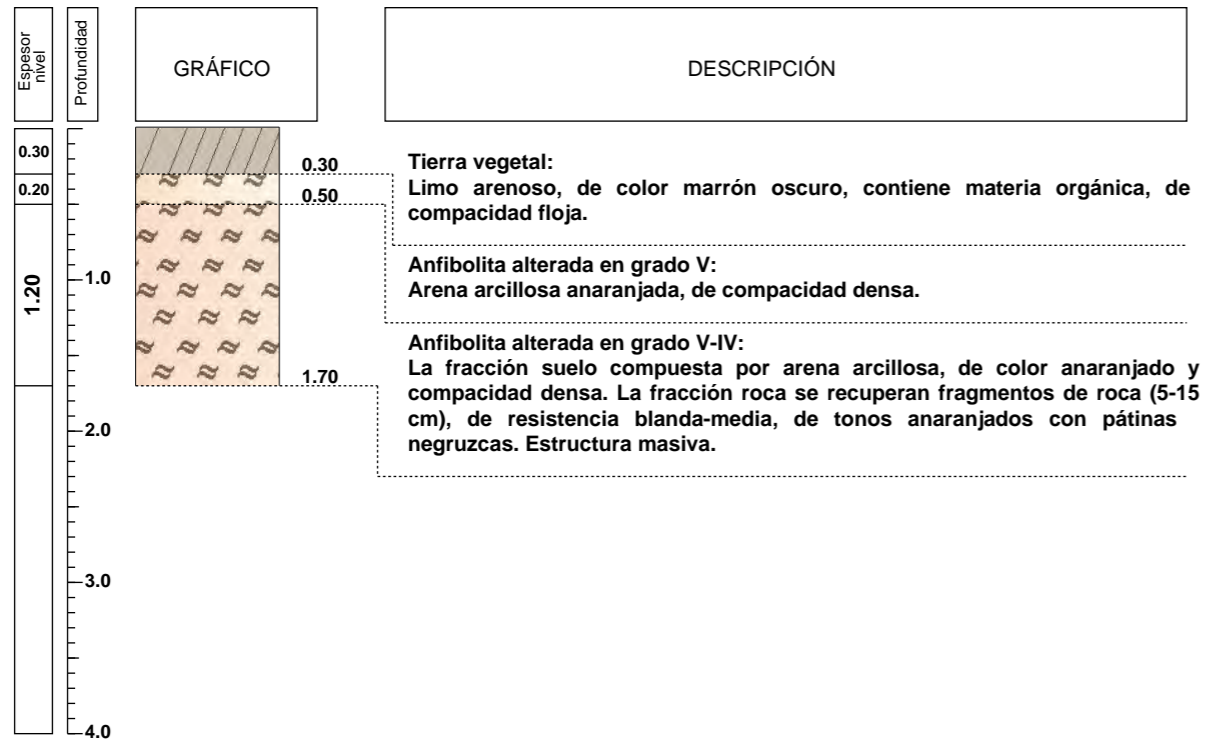 Espesor
nivel
Profundidad
GRÁFICO
DESCRIPCIÓN
0.30
0.20
1.20
1.0
2.0
3.0
4.0
0.30
0.50
1.70
Tierra vegetal:
Limo arenoso, de color marrón oscuro, contiene materia orgánica, de
compacidad floja.
Anfibolita alterada en grado V:
Arena arcillosa anaranjada, de compacidad densa.
Anfibolita alterada en grado V-IV:
La fracción suelo compuesta por arena arcillosa, de color anaranjado y
compacidad densa. La fracción roca se recuperan fragmentos de roca (5-15
cm), de resistencia blanda-media, de tonos anaranjados con pátinas
negruzcas. Estructura masiva.